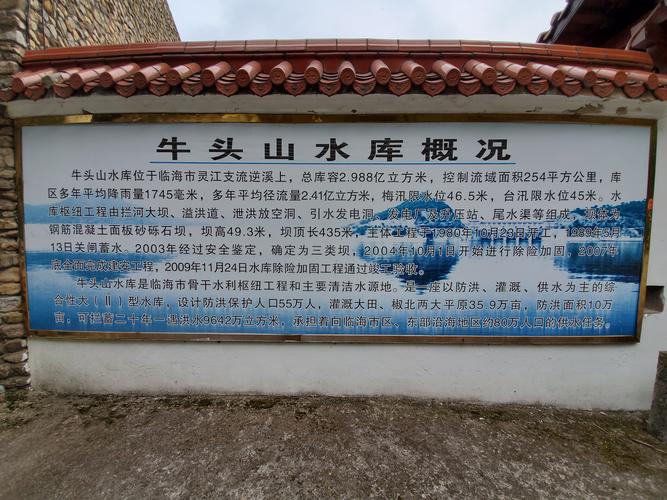 牛头山水库概况
牛头山水库位于临海市灵江支流逆溪上，总库容2.988亿立方米，控制流域面积254平方公里，库
区多年平均降雨量1745毫米，多年平均径流量2.41亿立方米，梅汛限水位46.5米，台汛限水位45米。水
库枢纽工程由拦河大坝、溢洪道、泄洪放空洞、引水发电洞、发电厂及升压站、尾水渠等组成，坝型为
钢筋混凝土面板砂砾石坝，坝高49.3米，坝顶长435米，主体工程于1980年10月23日开工，1989年5月
13日关闸蓄水。2003年经过安全鉴定，确定为三类坝，2004年10月1日开始进行除险加固，2007年
底全面完成建安工程，2009年11月24日水库除险加固工程通过竣工验收。
牛头山水库是临海市骨干水利枢纽工程和主要清洁水源地。是一座以防洪、灌溉、供水为主的综
合性大（Ⅱ）型水库，设计防洪保护人口55万人，灌溉大田、椒北两大平原35.9万亩，防洪面积10万
亩，可拦蓄二十年一遇洪水9642万立方米，承担着向临海市区、东部沿海地区约80万人口的供水任务。